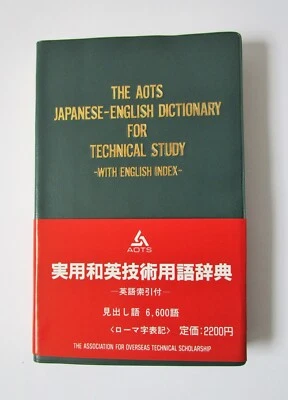 THE AOTS
JAPANESE-ENGLISH DICTIONARY
FOR
TECHNICAL STUDY
-WITH ENGLISH INDEX-
AOTS
実用和英技術用語辞典
—英語索引付—
見出し語 6,600語
〈ローマ字表記〉 定価:2200円
THE ASSOCIATION FOR OVERSEAS TECHNICAL SCHOLARSHIP